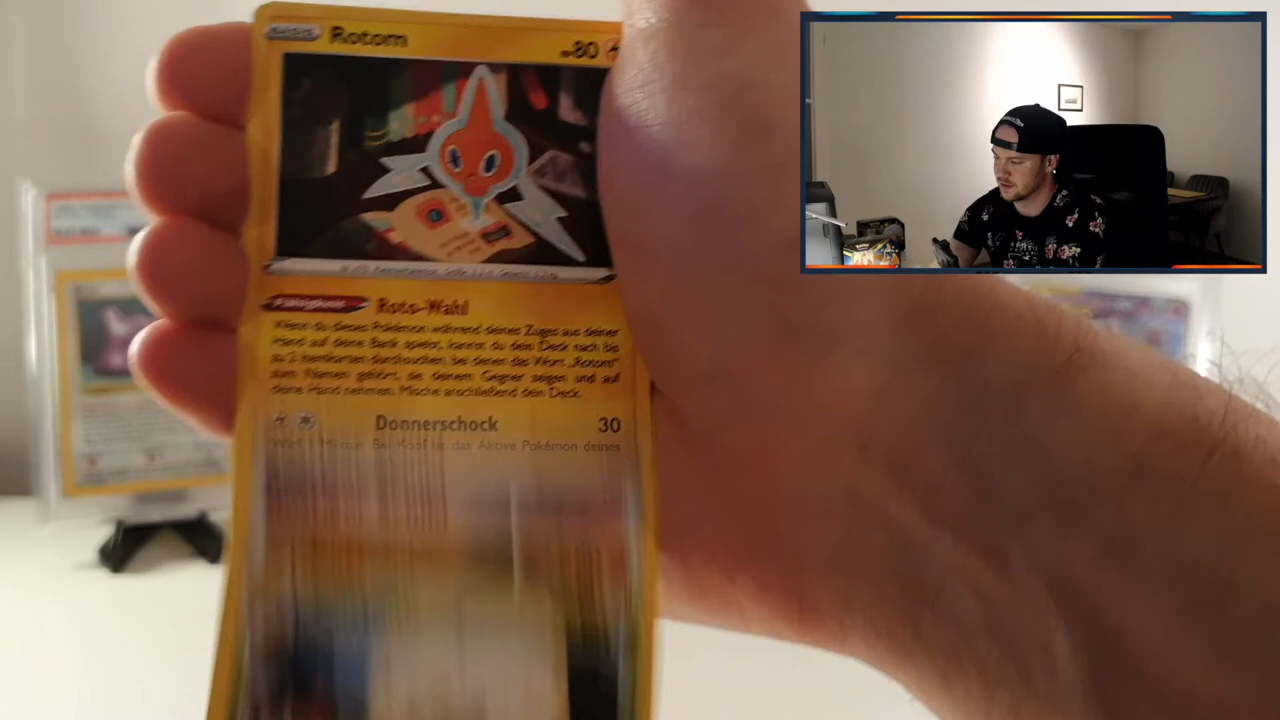 BASIS Rotom KP80
Fähigkeit Roto-Wahl
Wenn du dieses Pokémon während deines Zuges aus deiner
Hand auf deine Bank spielst, kannst du dein Deck nach bis
zu 2 Itemkarten durchsuchen, bei denen das Wort „Rotom“
zum Namen gehört, sie deinem Gegner zeigen und auf
deine Hand nehmen. Mische anschließend dein Deck.
Donnerschock 30
Wirf 1 Münze. Bei Kopf ist das Aktive Pokémon deines